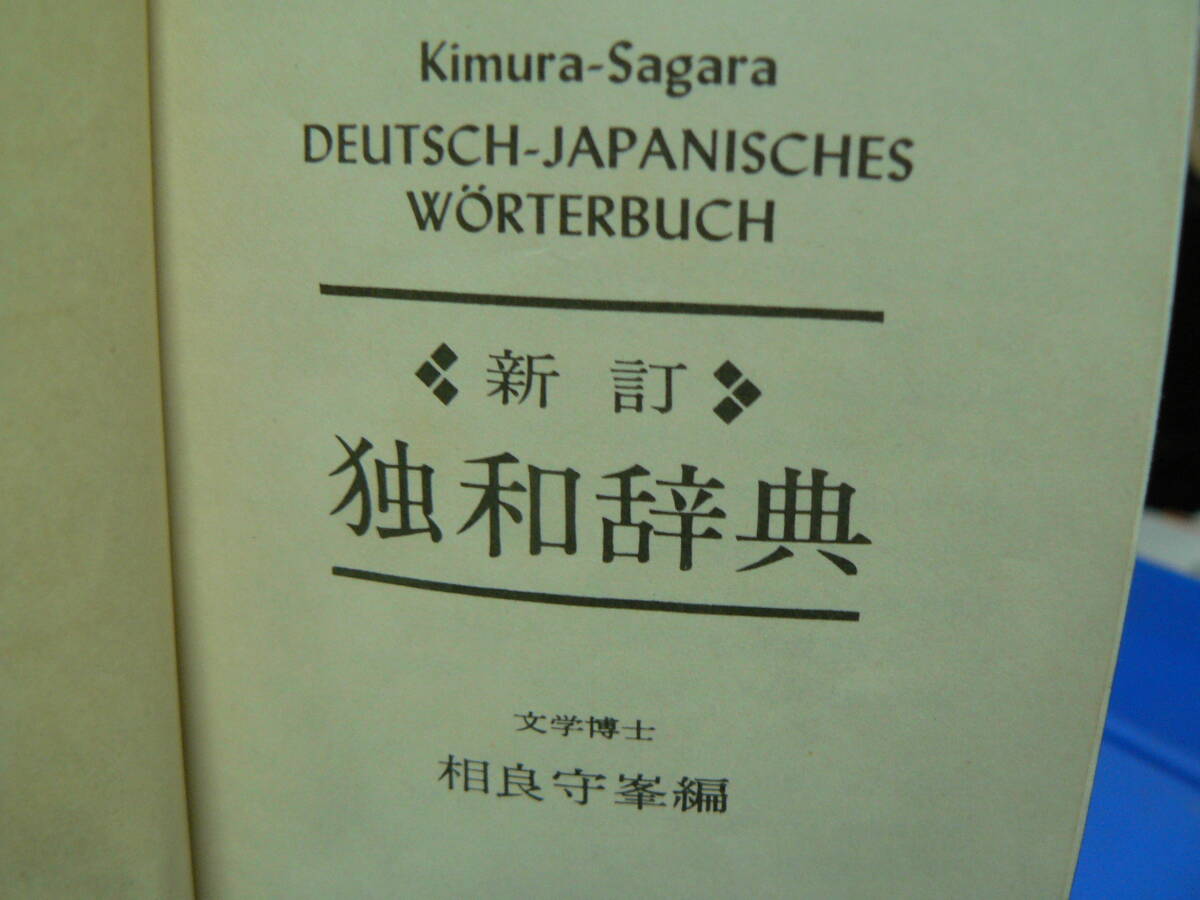 Kimura-Sagara
DEUTSCH-JAPANISCHES
WÖRTERBUCH
新訂
独和辞典
文学博士
相良守峯編